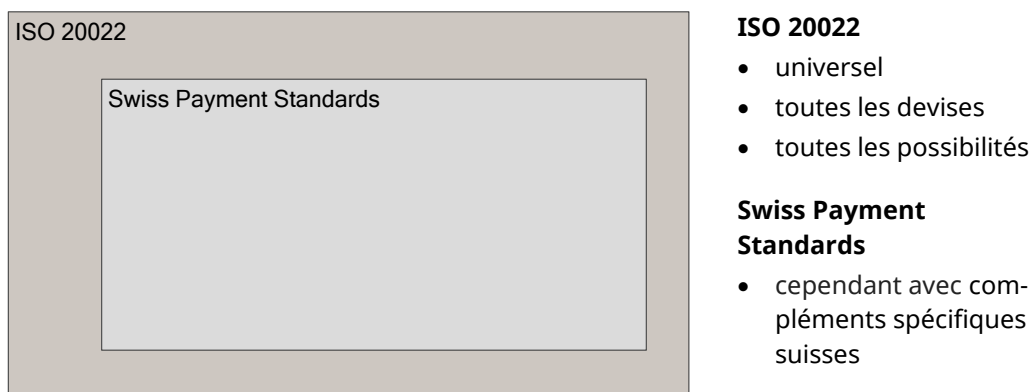 ISO 20022
Swiss Payment Standards
ISO 20022
• universel
• toutes les devises
• toutes les possibilités
Swiss Payment
Standards
• cependant avec com-
pléments spécifiques
suisses